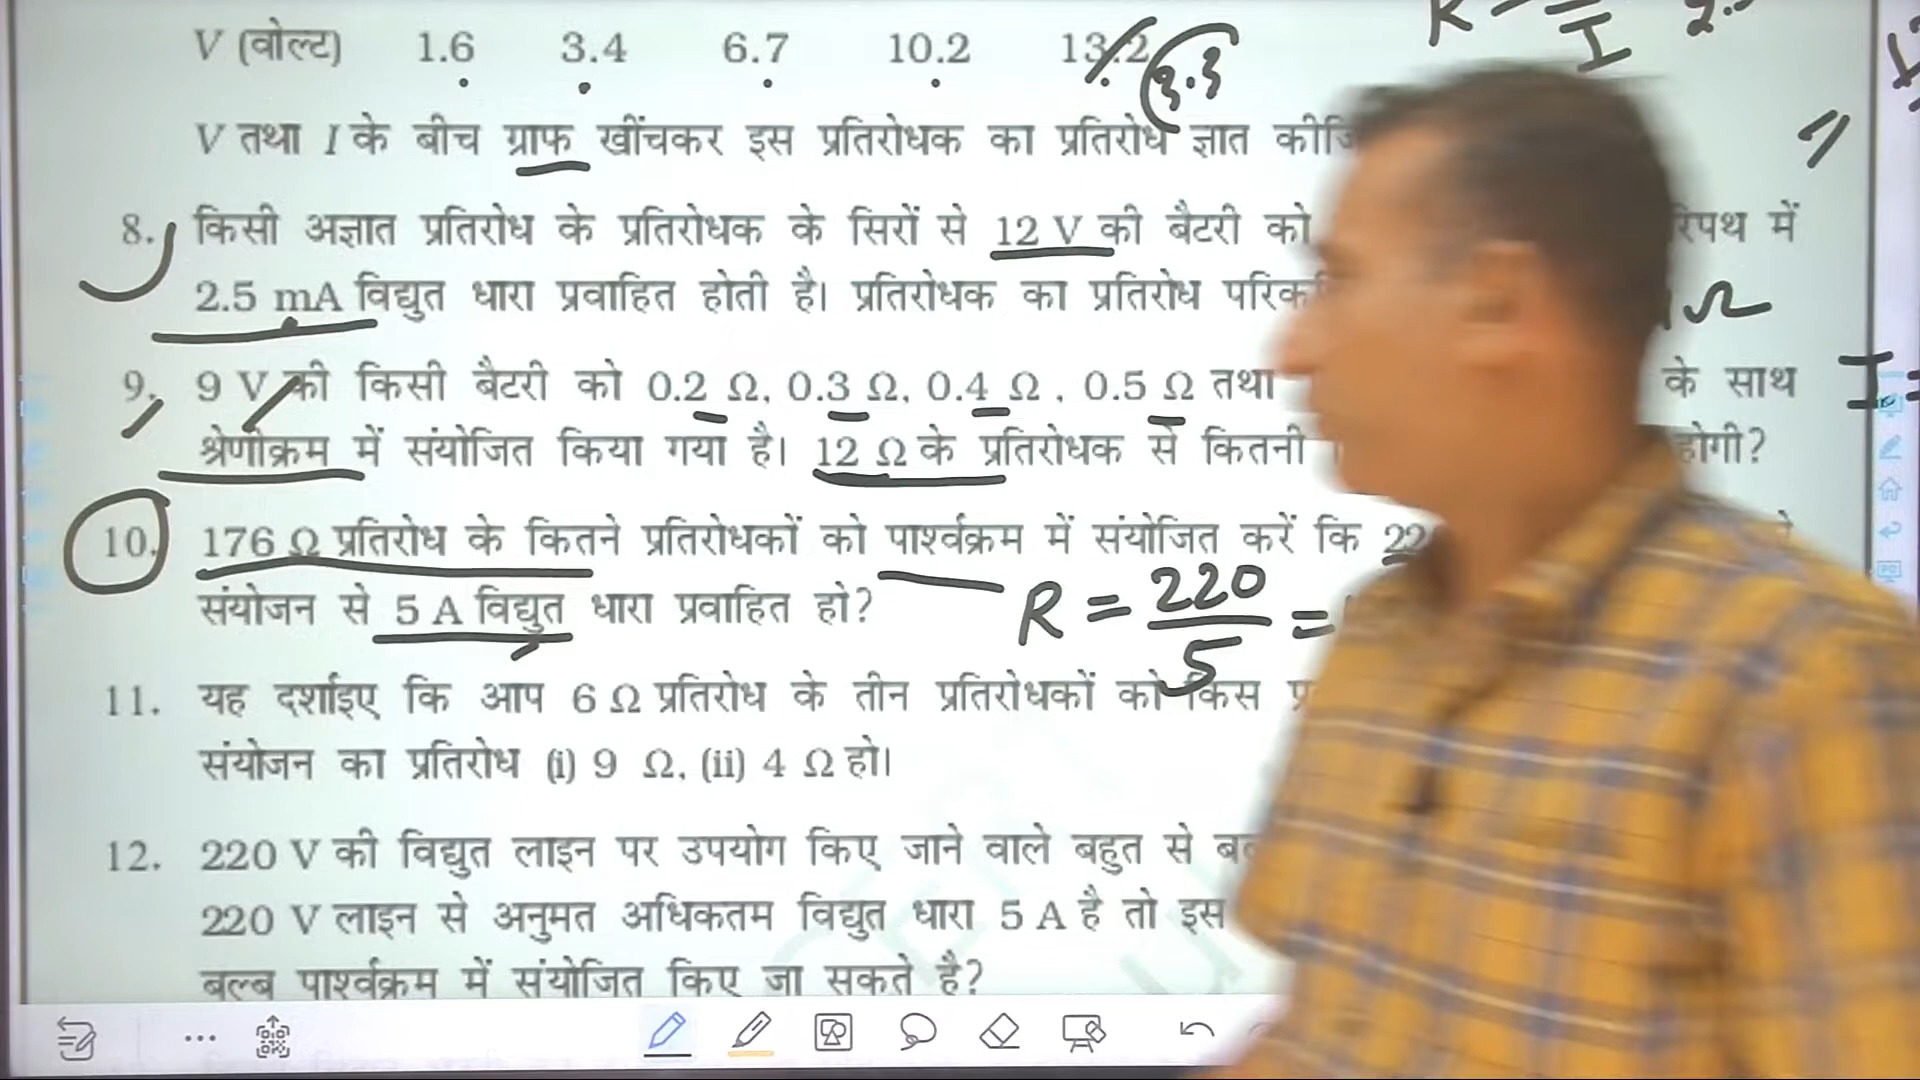 V (वोल्ट) 1.6 3.4 6.7 10.2 13.2 3.3
I
V तथा I के बीच ग्राफ खींचकर इस प्रतिरोधक का प्रतिरोध ज्ञात
8. किसी अज्ञात प्रतिरोध के प्रतिरोधक के सिरों से 12 V की बैटरी को में
2.5 mA विद्युत धारा प्रवाहित होती है। प्रतिरोधक का प्रतिरोध Ω
9. 9 V की किसी बैटरी को 0.2 Ω, 0.3 Ω, 0.4 Ω , 0.5 Ω तथा के साथ I =
श्रेणीक्रम में संयोजित किया गया है। 12 Ω के प्रतिरोधक से कितनी होगी?
10. 176 Ω प्रतिरोध के कितने प्रतिरोधकों को पार्श्वक्रम में संयोजित करें कि
संयोजन से 5 A विद्युत धारा प्रवाहित हो? R = 220/5 =
11. यह दर्शाइए कि आप 6 Ω प्रतिरोध के तीन प्रतिरोधकों को किस
संयोजन का प्रतिरोध (i) 9 Ω, (ii) 4 Ω हो।
12. 220 V की विद्युत लाइन पर उपयोग किए जाने वाले बहुत से
220 V लाइन से अनुमत अधिकतम विद्युत धारा 5 A है तो इस
बल्ब पार्श्वक्रम में संयोजित किए जा सकते है?